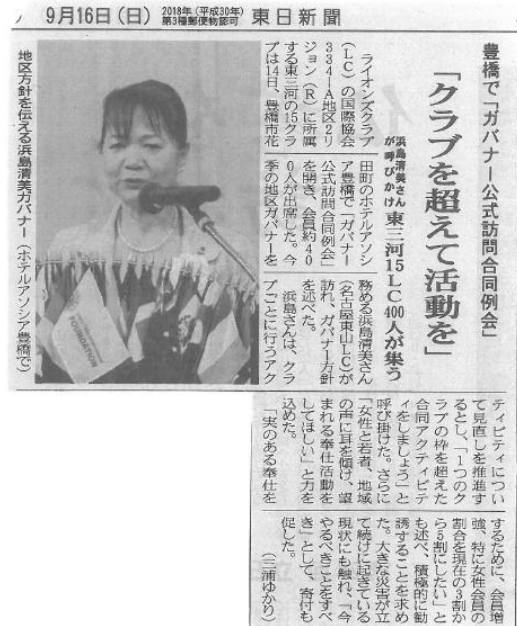 9月16日(日)
2018年(平成30年)
第3種郵便物認可
東日新聞
豊橋で「ガバナー公式訪問合同例会」
「クラブを超えて活動を」
浜島清美さん
が呼びかけ
東三河15LC400人が集う
ライオンズクラブ
(LC)の国際協会
334―A地区2リ
ジョン(R)に所属
する東三河の15クラ
ブは14日、豊橋市花
田町のホテルアソシ
ア豊橋で「ガバナー
公式訪問合同例会」
を開き、会員約40
0人が出席した。今
季の地区ガバナーを
務める浜島清美さん
(名古屋東山LC)が
訪れ、ガバナー方針
を述べた。
浜島さんは、クラ
ブごとに行うアク
ティビティについ
て見直しを推進す
るとし、「1つのク
ラブの枠を超えた
合同アクティビテ
ィをしましょう」と
呼び掛けた。さらに
「女性と若者、地域
の声に耳を傾け、望
まれる奉仕活動を
してほしい」と力を
込めた。
「実のある奉仕を
するために、会員増
強、特に女性会員の
割合を現在の3割か
ら5割にしたい」と
も述べ、積極的に勧
誘することを求め
た。大きな災害が立
て続けに起きている
現状にも触れ、「今
やるべきことをすべ
き」として、寄付も
促した。
(三浦ゆかり)
地区方針を伝える浜島清美ガバナー(ホテルアソシア豊橋で)
FOUNDATION